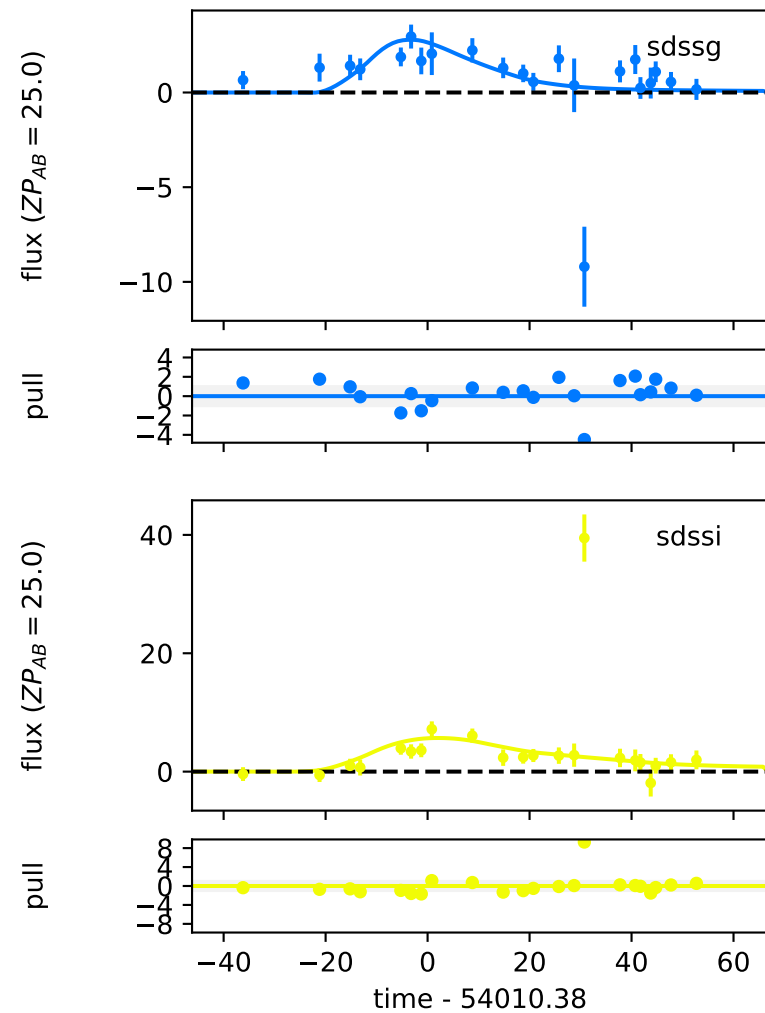 sdssg
flux (ZP_AB = 25.0)
0
−5
−10
pull
4
2
0
−2
−4
sdssi
flux (ZP_AB = 25.0)
40
20
0
pull
8
4
0
−4
−8
−40 −20 0 20 40 60
time - 54010.38